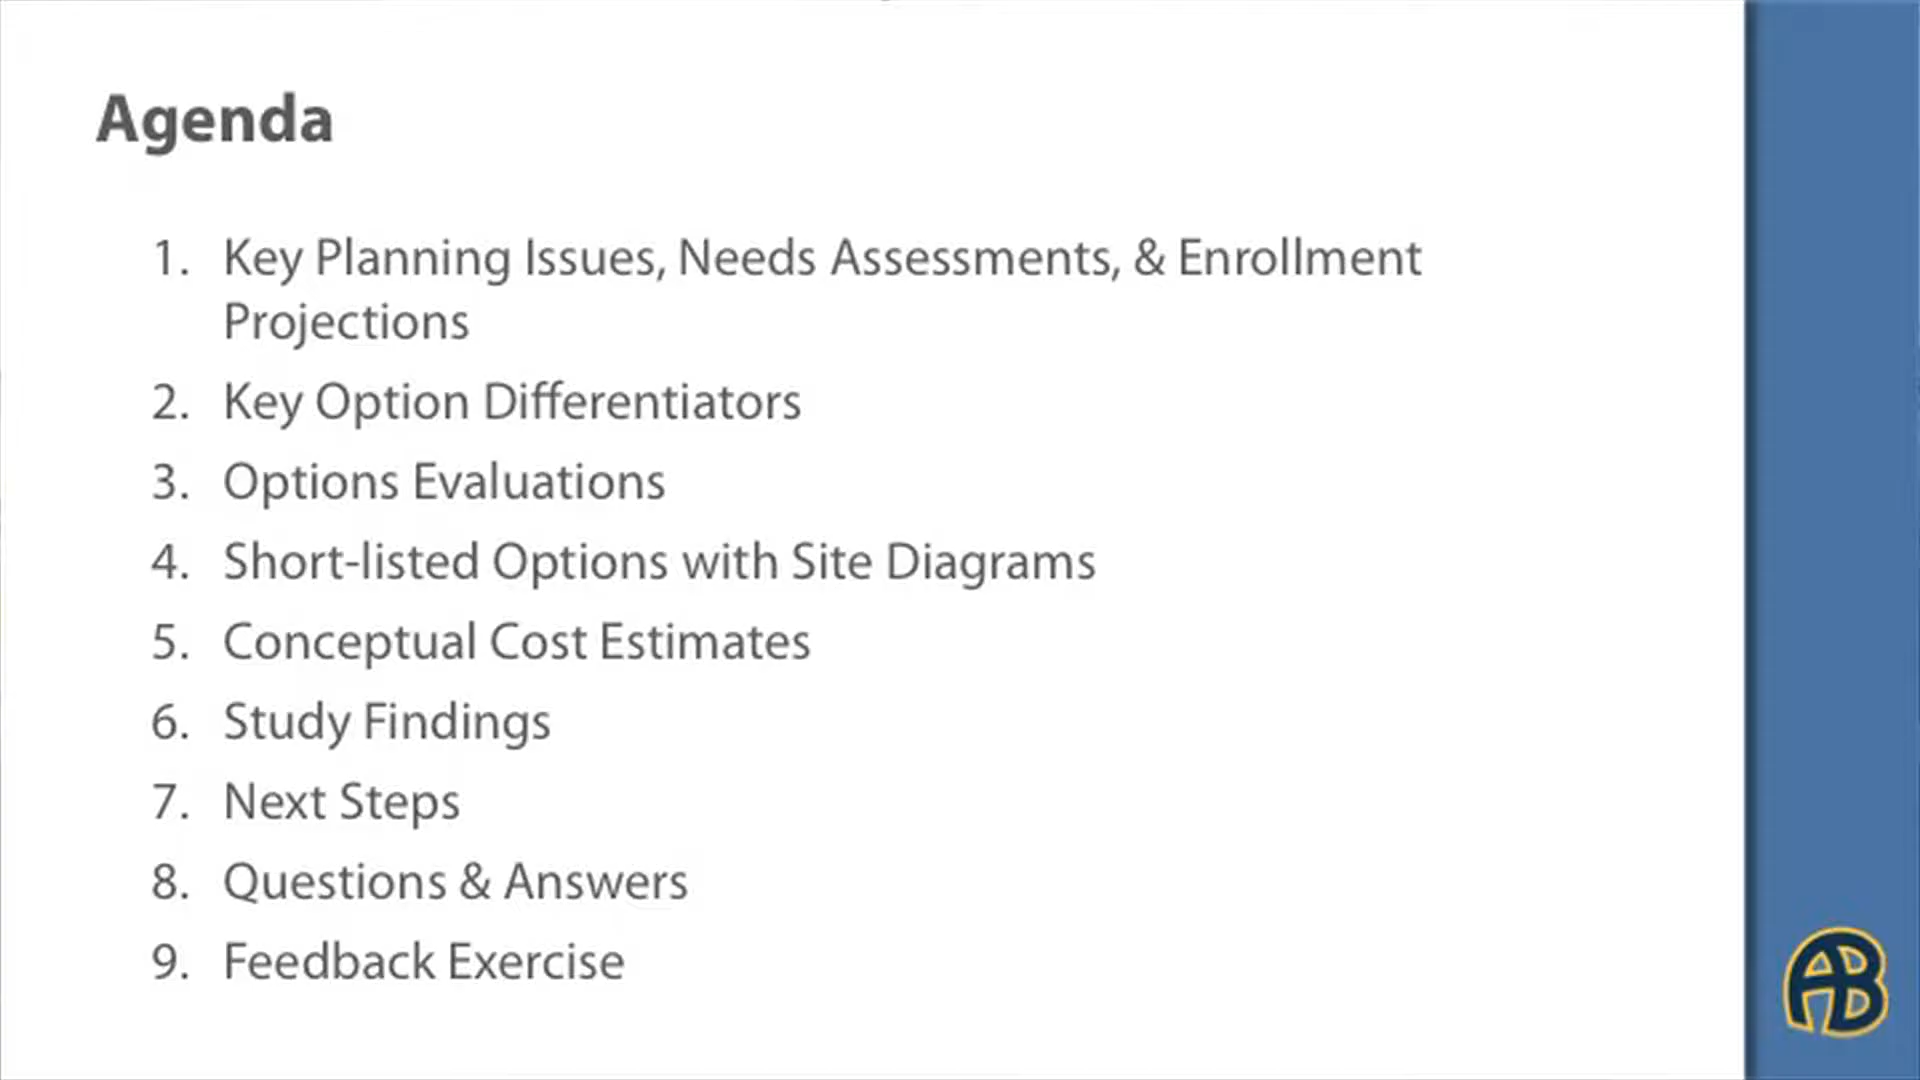 Agenda
1. Key Planning Issues, Needs Assessments, & Enrollment
Projections
2. Key Option Differentiators
3. Options Evaluations
4. Short-listed Options with Site Diagrams
5. Conceptual Cost Estimates
6. Study Findings
7. Next Steps
8. Questions & Answers
9. Feedback Exercise
AB